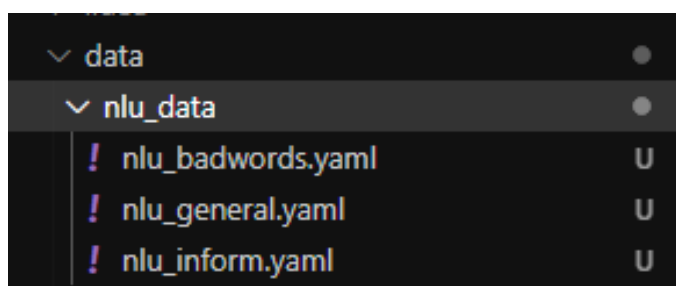 data
nlu_data
! nlu_badwords.yaml U
! nlu_general.yaml U
! nlu_inform.yaml U